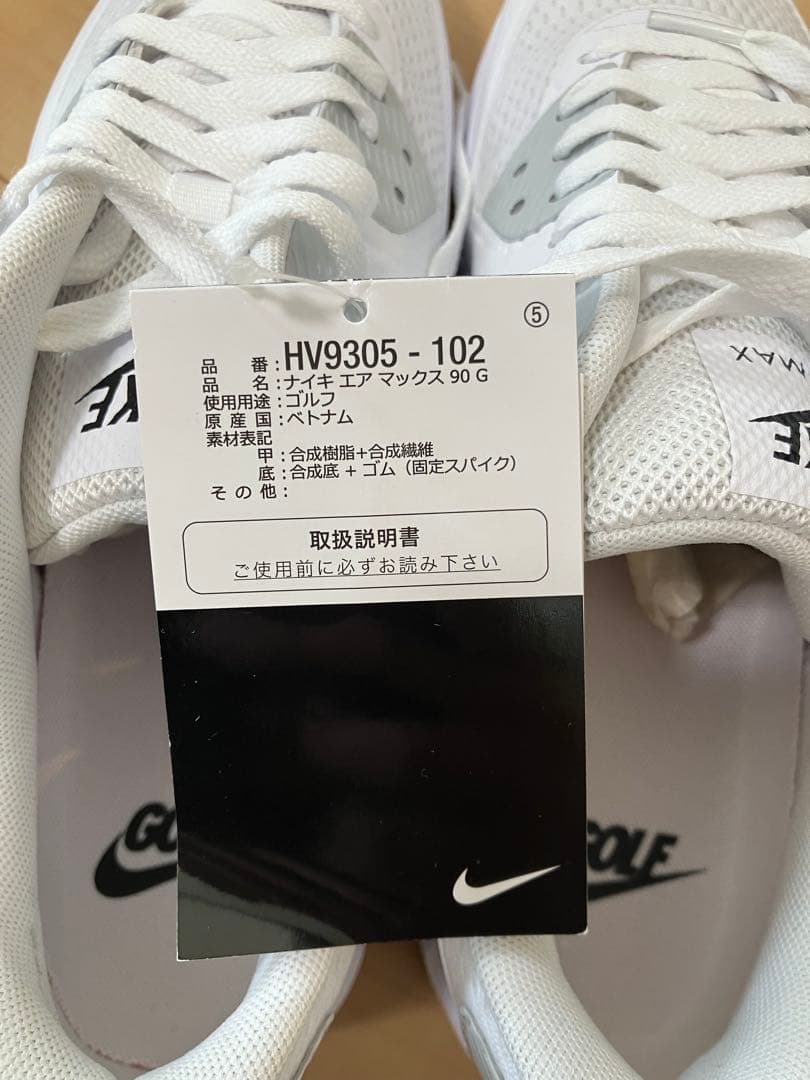 ⑤
品番:HV9305 - 102
品名:ナイキ エア マックス 90 G
使用用途:ゴルフ
原産国:ベトナム
素材表記
甲:合成樹脂+合成繊維
底:合成底 + ゴム(固定スパイク)
その他:
取扱説明書
ご使用前に必ずお読み下さい
MAX
GOLF